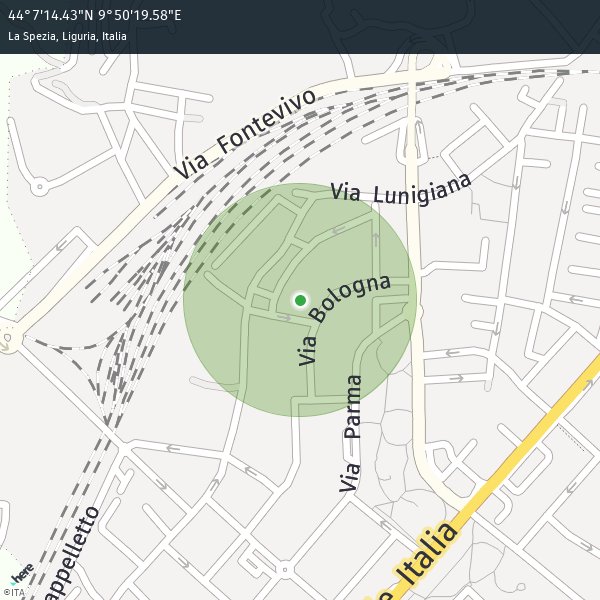 44°7'14.43"N 9°50'19.58"E
La Spezia, Liguria, Italia
Via Fontevivo
Via Lunigiana
Via Bologna
Via Parma
appelletto
e Italia
here
©ITA